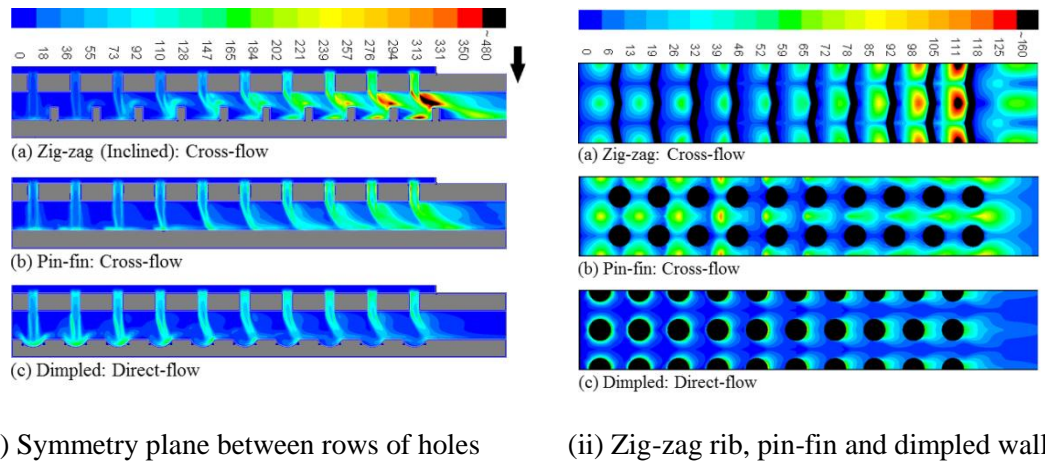 0 18 36 55 73 92 110 128 147 165 184 202 221 239 257 276 294 313 331 350 ~480
(a) Zig-zag (Inclined): Cross-flow
(b) Pin-fin: Cross-flow
(c) Dimpled: Direct-flow
) Symmetry plane between rows of holes
0 6 13 19 26 32 39 45 52 59 65 72 78 85 92 98 105 111 118 125 ~160
(a) Zig-zag: Cross-flow
(b) Pin-fin: Cross-flow
(c) Dimpled: Direct-flow
(ii) Zig-zag rib, pin-fin and dimpled wall